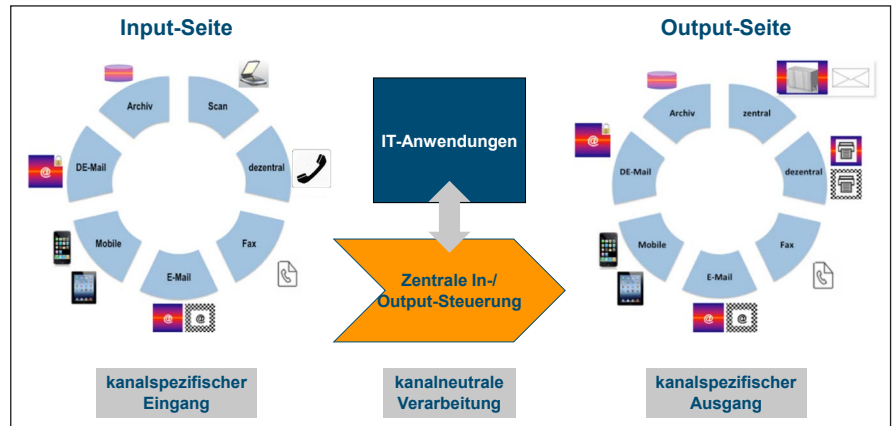 Input-Seite
Archiv
Scan
DE-Mail
dezentral
Mobile
Fax
E-Mail
@
@
@
kanalspezifischer
Eingang
IT-Anwendungen
Zentrale In-/
Output-Steuerung
kanalneutrale
Verarbeitung
Output-Seite
Archiv
zentral
DE-Mail
dezentral
Mobile
Fax
E-Mail
@
@
@
kanalspezifischer
Ausgang